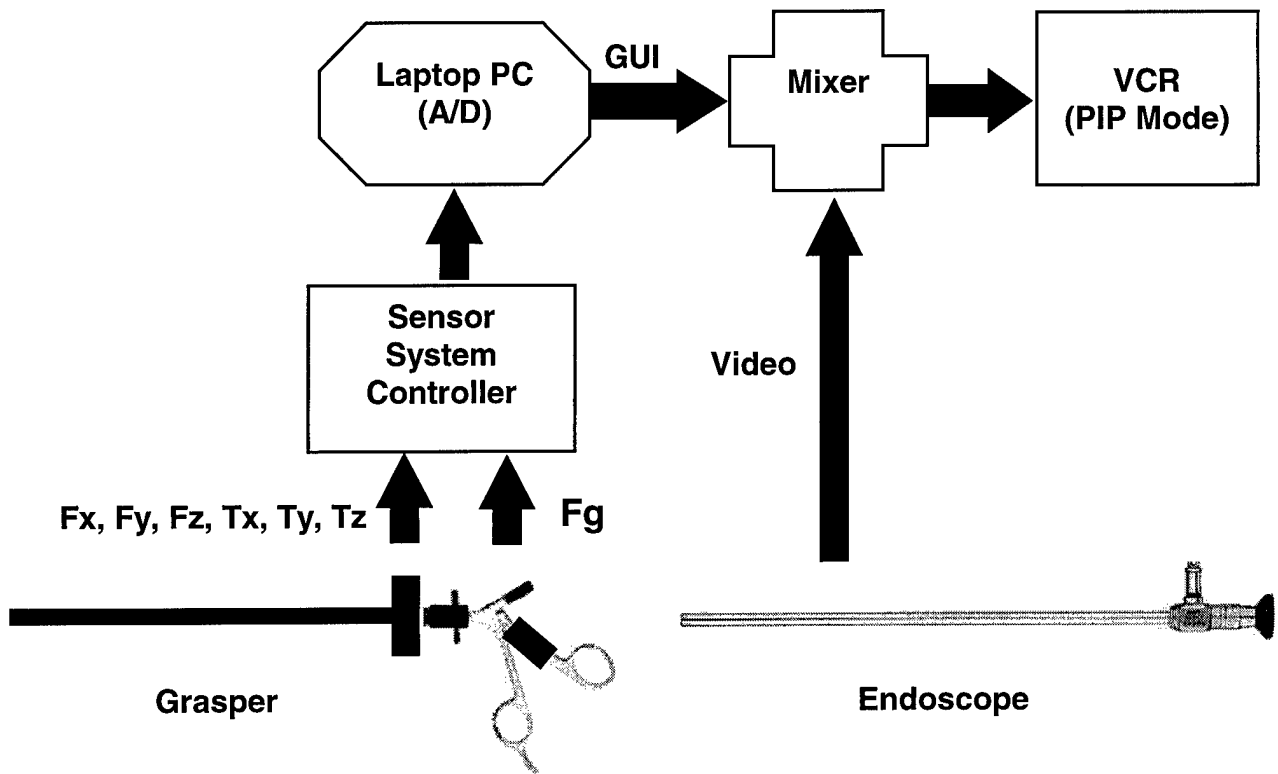 Laptop PC
(A/D)
GUI
Mixer
VCR
(PIP Mode)
Sensor
System
Controller
Video
Fx, Fy, Fz, Tx, Ty, Tz
Fg
Grasper
Endoscope